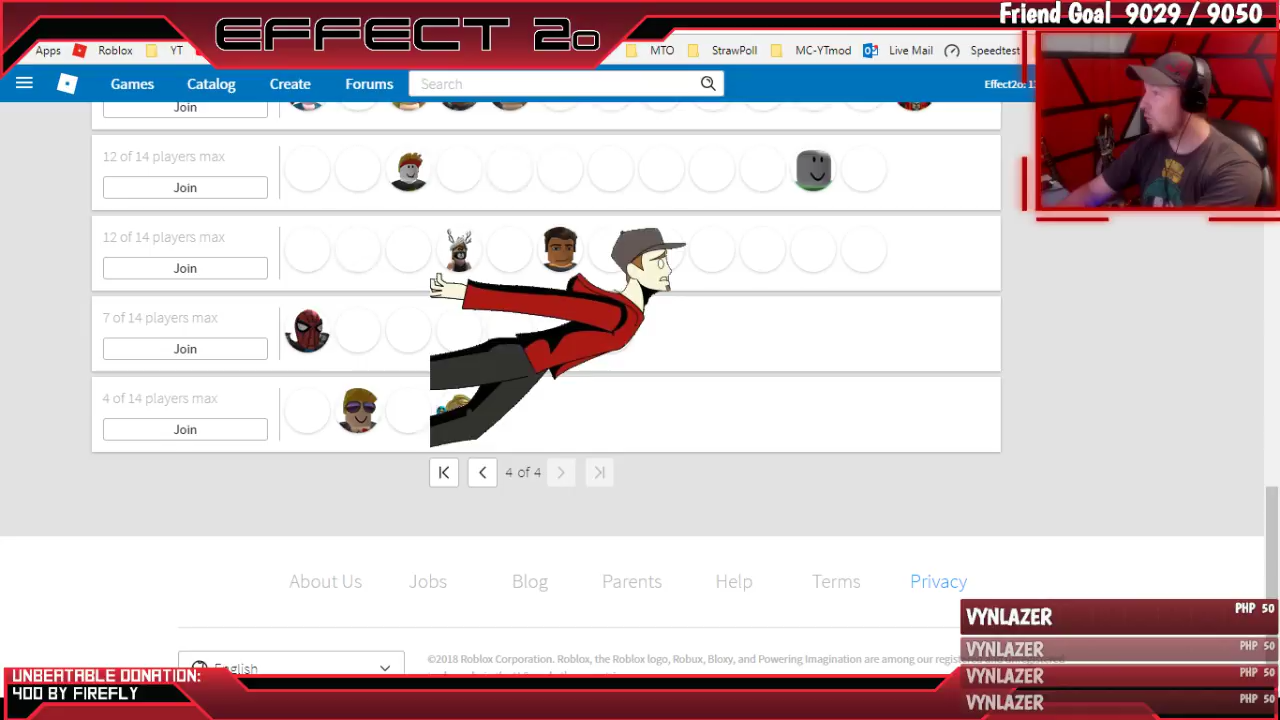 EFFECT 2o
Friend Goal 9029 / 9050
Apps Roblox YT MTO StrawPoll MC-YTmod Live Mail Speedtest
Games Catalog Create Forums Search Effect2o: 1
Join
12 of 14 players max
Join
12 of 14 players max
Join
7 of 14 players max
Join
4 of 14 players max
Join
4 of 4
About Us Jobs Blog Parents Help Terms Privacy
VYNLAZER PHP 50
VYNLAZER PHP 50
VYNLAZER PHP 50
VYNLAZER PHP 50
English
©2018 Roblox Corporation. Roblox, the Roblox logo, Robux, Bloxy, and Powering Imagination are among our
UNBEATABLE DONATION:
400 BY FIREFLY